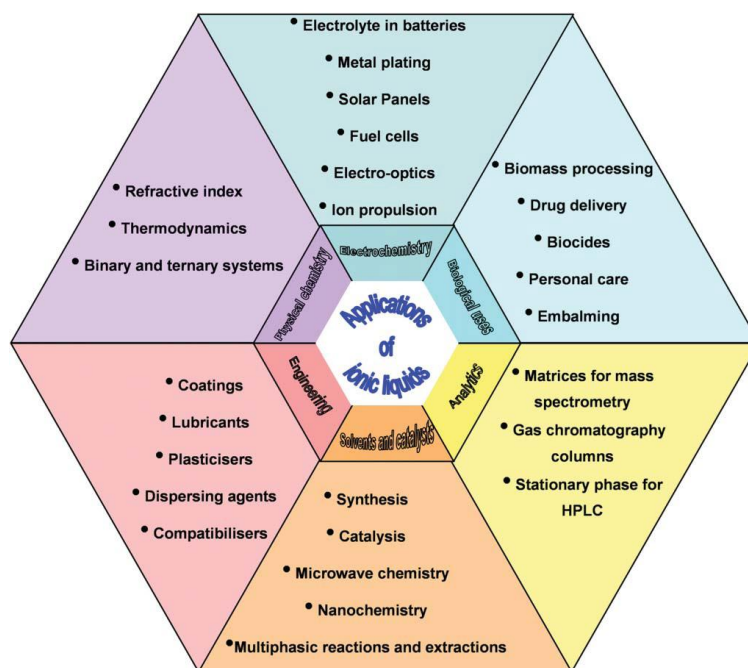 • Electrolyte in batteries
• Metal plating
• Solar Panels
• Fuel cells
• Electro-optics
• Ion propulsion
Electrochemistry
• Biomass processing
• Drug delivery
• Biocides
• Personal care
• Embalming
Biological uses
• Refractive index
• Thermodynamics
• Binary and ternary systems
Physical chemistry
Applications
of
ionic liquids
Engineering
• Coatings
• Lubricants
• Plasticisers
• Dispersing agents
• Compatibilisers
Analytics
• Matrices for mass
spectrometry
• Gas chromatography
columns
• Stationary phase for
HPLC
Solvents and catalysts
• Synthesis
• Catalysis
• Microwave chemistry
• Nanochemistry
• Multiphasic reactions and extractions